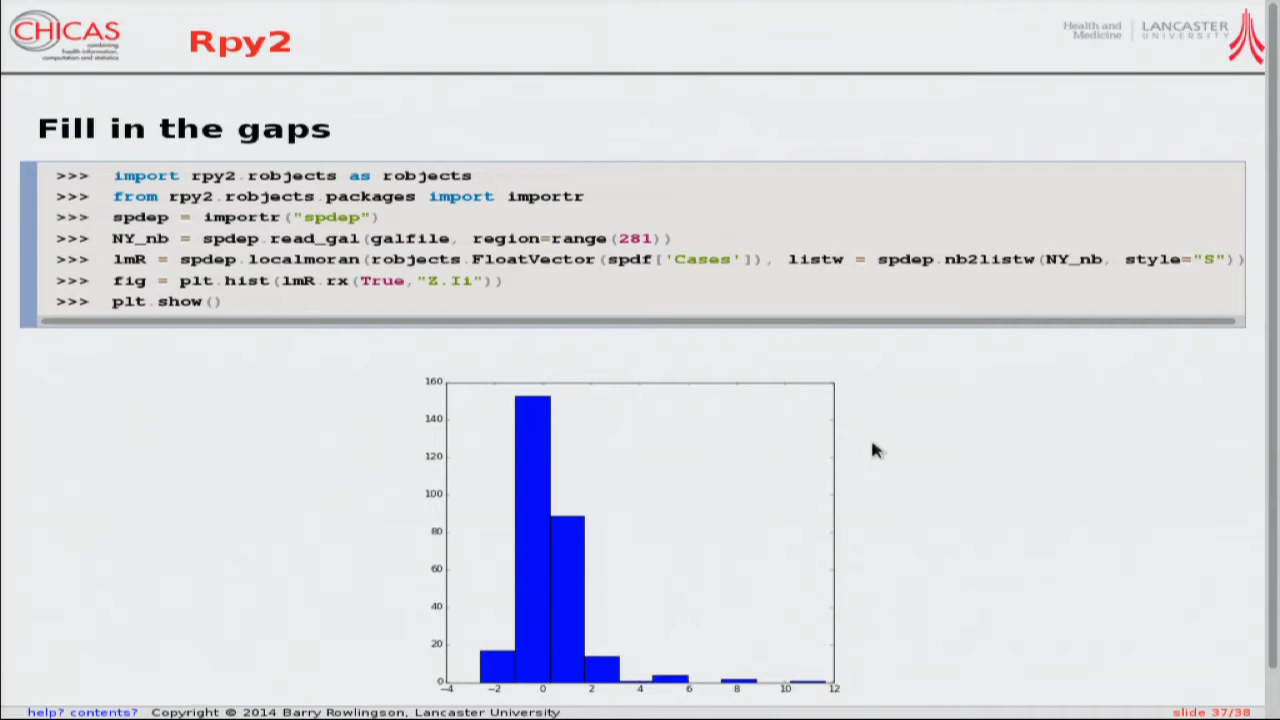 CHICAS
combining
health information,
computation and statistics
Rpy2
Health and
Medicine
LANCASTER
UNIVERSITY
Fill in the gaps
>>> import rpy2.robjects as robjects
>>> from rpy2.robjects.packages import importr
>>> spdep = importr("spdep")
>>> NY_nb = spdep.read_gal(galfile, region=range(281))
>>> lmR = spdep.localmoran(robjects.FloatVector(spdf['Cases']), listw = spdep.nb2listw(NY_nb, style="S"))
>>> fig = plt.hist(lmR.rx(True,"Z.Ii"))
>>> plt.show()
160
140
120
100
80
60
40
20
0
−4 −2 0 2 4 6 8 10 12
help? contents? Copyright © 2014 Barry Rowlingson, Lancaster University
slide 37/38